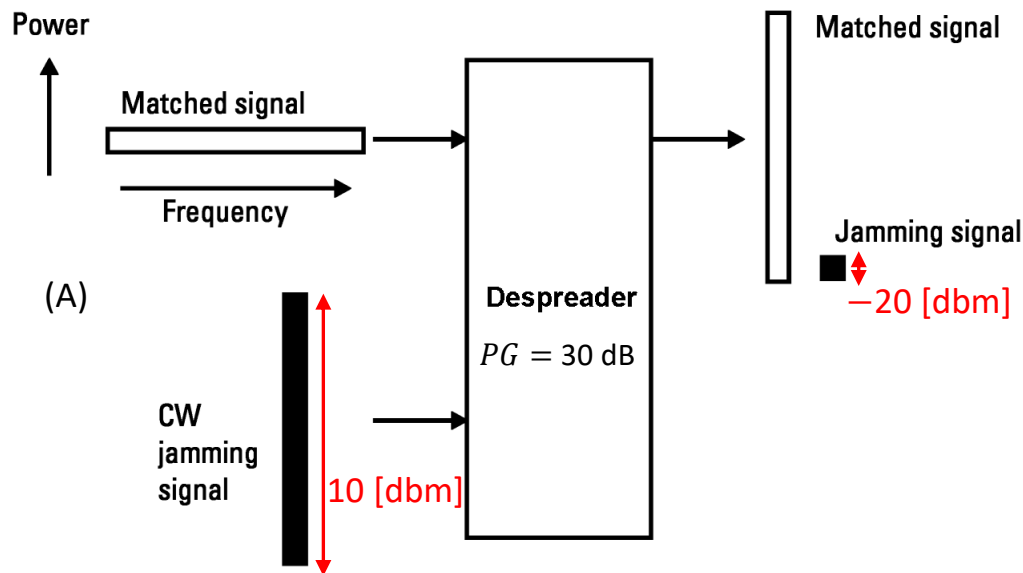 Power
Matched signal
Matched signal
Frequency
Jamming signal
−20 [dbm]
(A)
Despreader
PG = 30 dB
CW
jamming
signal
10 [dbm]